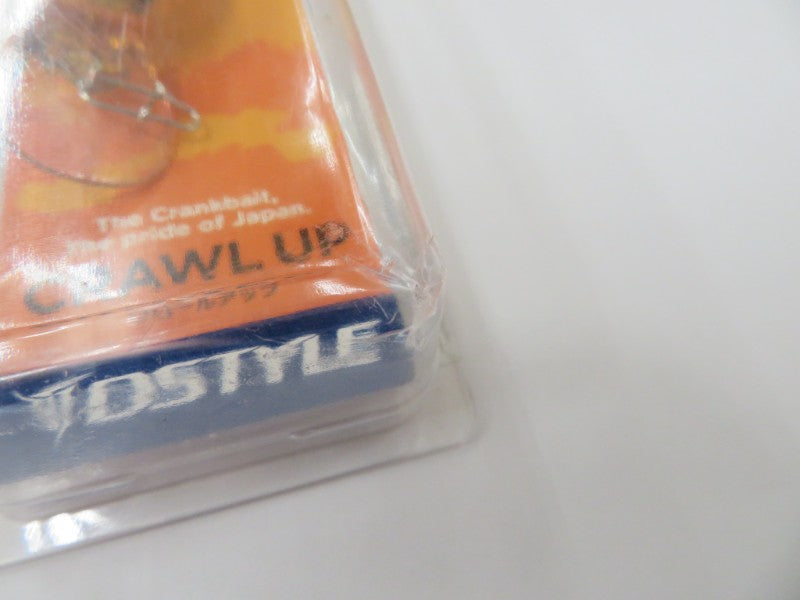 The Crankbait,
The pride of Japan.
CRAWL UP
クロールアップ
DSTYLE